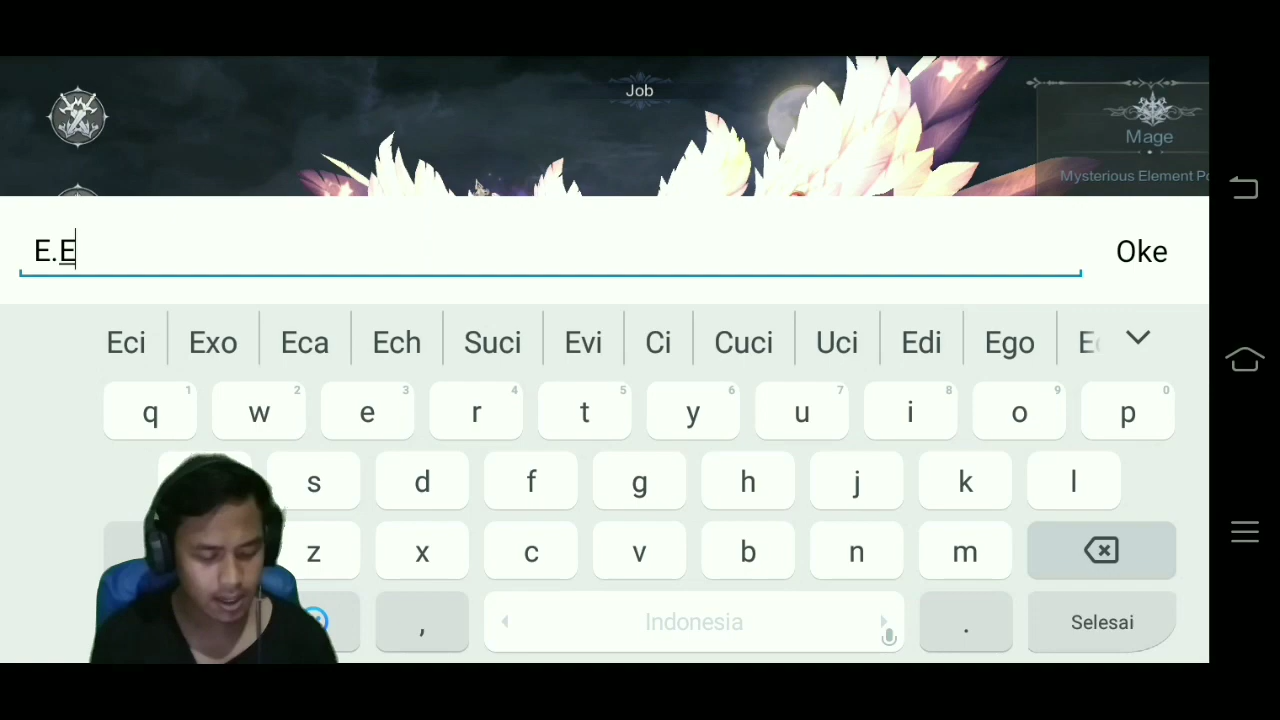 Job
Mage
Mysterious Element Po
E.E
Oke
Eci Exo Eca Ech Suci Evi Ci Cuci Uci Edi Ego
q 1 w 2 e 3 r 4 t 5 y 6 u 7 i 8 o 9 p 0
s d f g h j k l
z x c v b n m
, Indonesia . Selesai